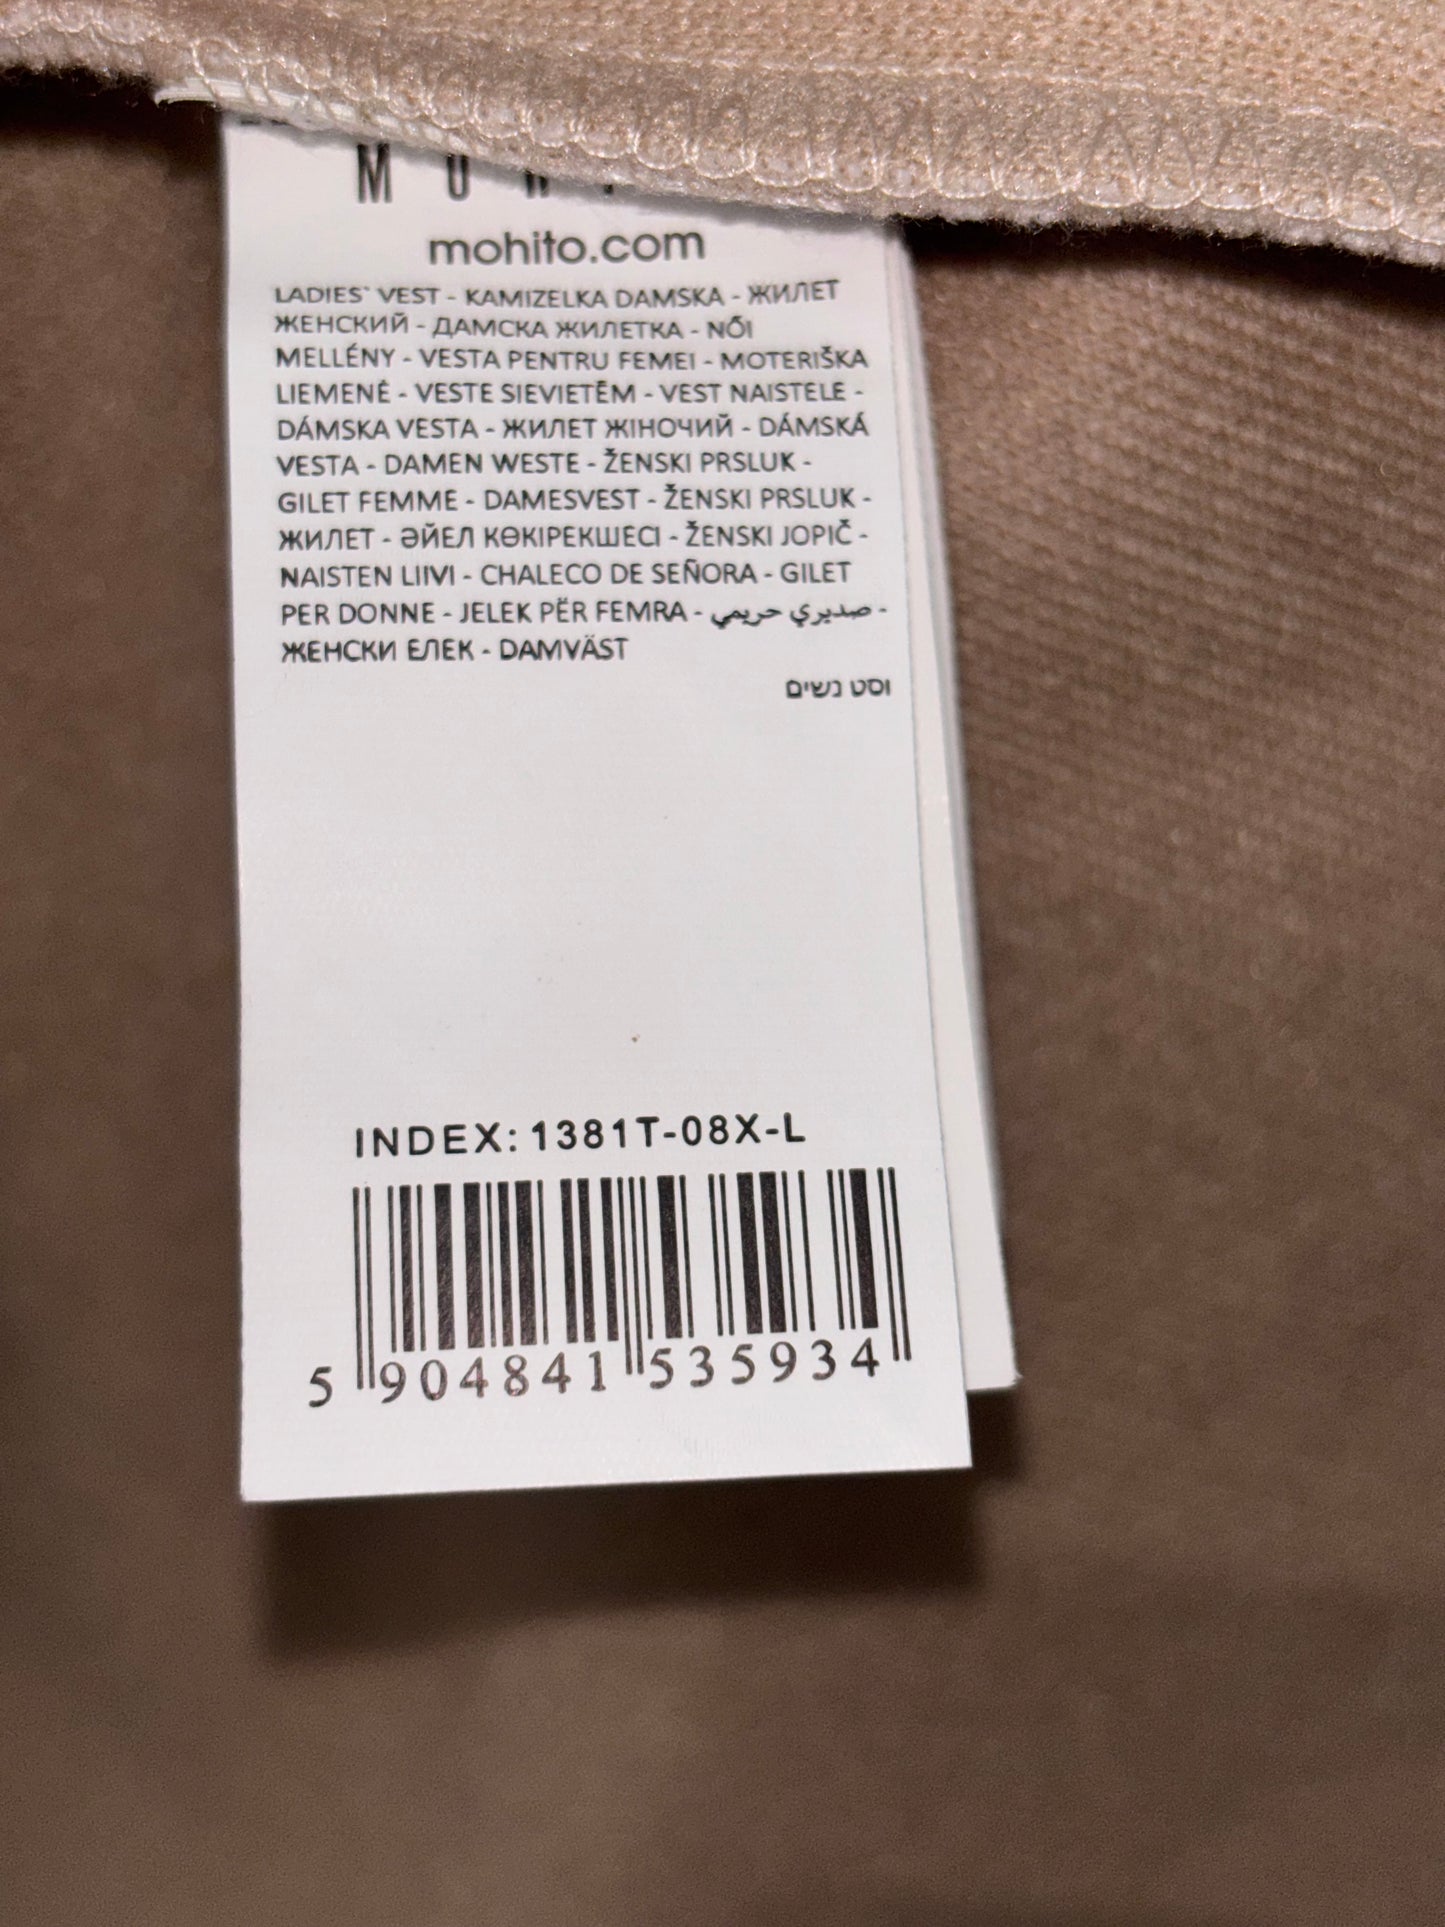 mohito.com
LADIES' VEST - KAMIZELKA DAMSKA - ЖИЛЕТ
ЖЕНСКИЙ - ДАМСКА ЖИЛЕТКА - NŐI
MELLÉNY - VESTA PENTRU FEMEI - MOTERIŠKA
LIEMENĖ - VESTE SIEVIETĒM - VEST NAISTELE -
DÁMSKA VESTA - ЖИЛЕТ ЖІНОЧИЙ - DÁMSKÁ
VESTA - DAMEN WESTE - ŽENSKI PRSLUK -
GILET FEMME - DAMESVEST - ŽENSKI PRSLUK -
ЖИЛЕТ - ӘЙЕЛ КӨКІРЕКШЕСІ - ŽENSKI JOPIČ -
NAISTEN LIIVI - CHALECO DE SEÑORA - GILET
PER DONNE - JELEK PËR FEMRA - صديري حريمي -
ЖЕНСКИ ЕЛЕК - DAMVÄST
וסט נשים
INDEX: 1381T-08X-L
5 904841 535934